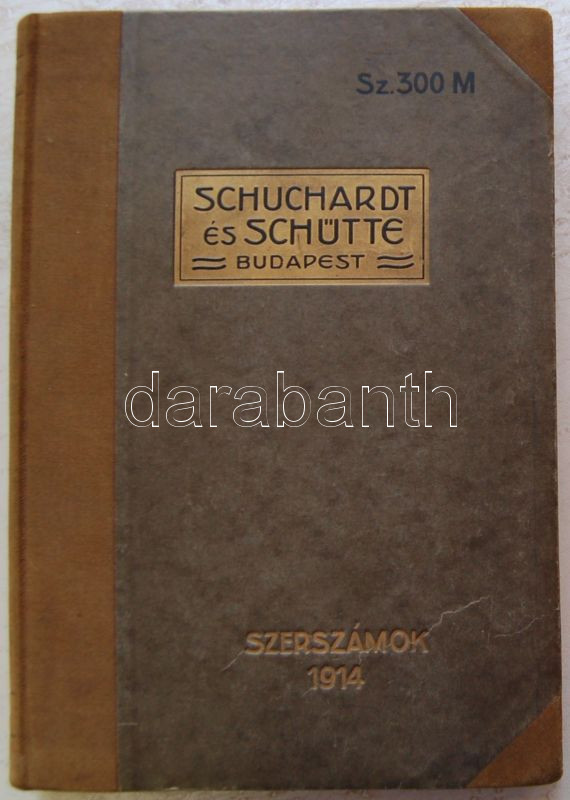 Sz.300 M
SCHUCHARDT
és SCHÜTTE
BUDAPEST
darabanth
SZERSZÁMOK
1914